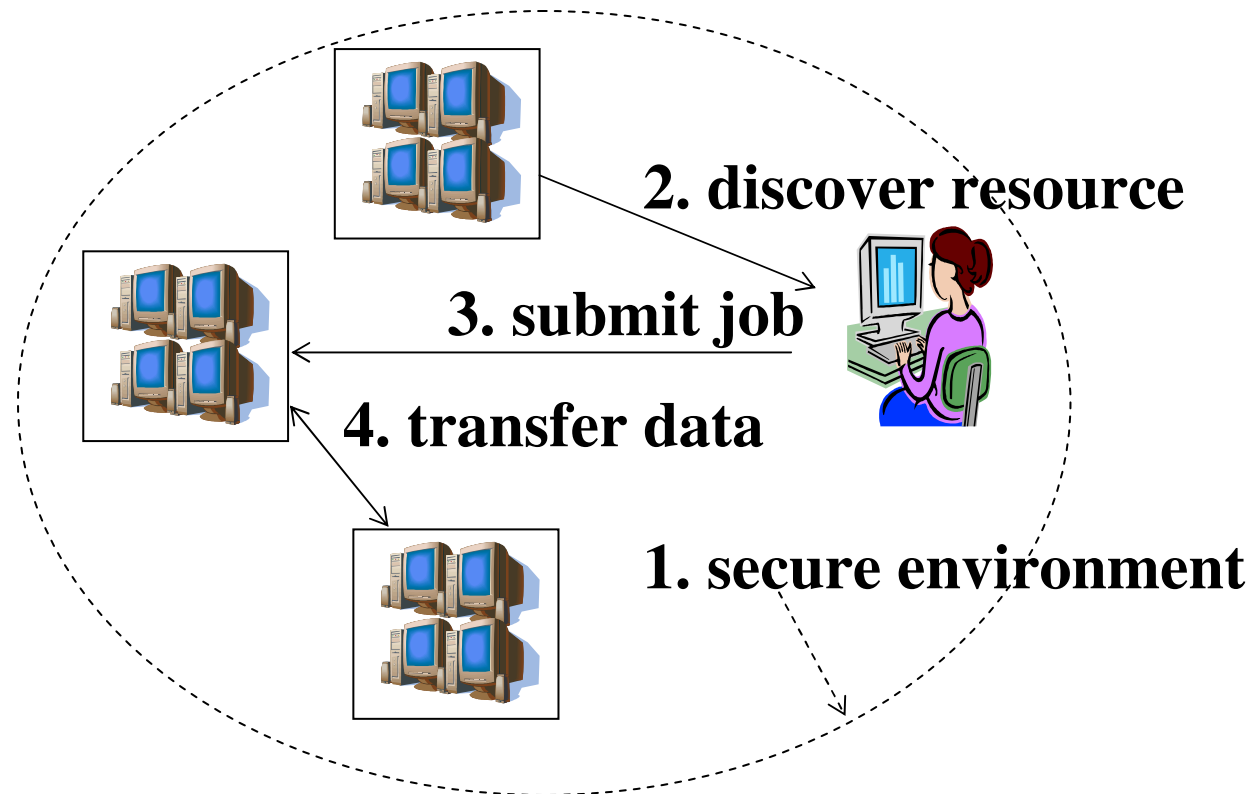 2. discover resource
3. submit job
4. transfer data
1. secure environment